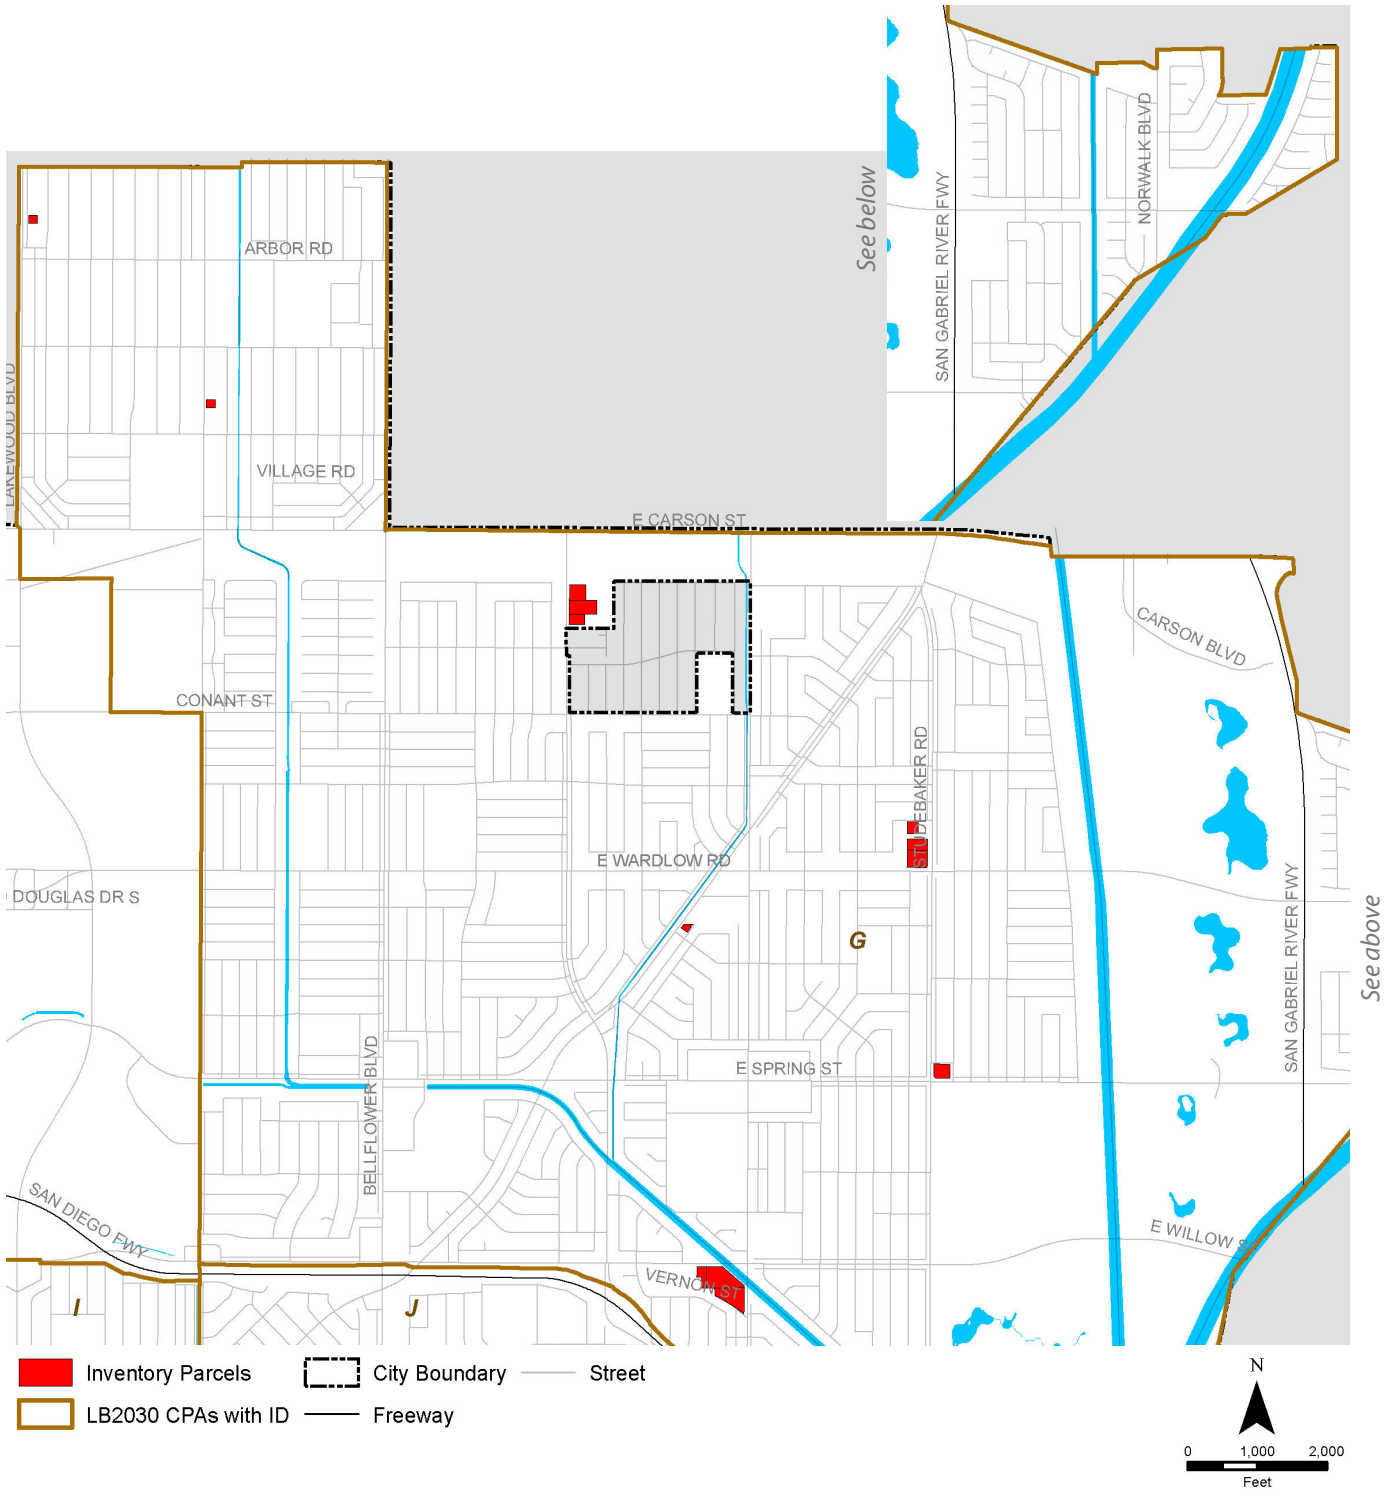 See below
NORWALK BLVD
SAN GABRIEL RIVER FWY
ARBOR RD
LAKEWOOD BLVD
VILLAGE RD
E CARSON ST
CARSON BLVD
CONANT ST
STUDEBAKER RD
E WARDLOW RD
DOUGLAS DR S
G
SAN GABRIEL RIVER FWY
See above
BELLFLOWER BLVD
E SPRING ST
SAN DIEGO FWY
E WILLOW S
VERNON ST
I
J
Inventory Parcels
City Boundary
Street
LB2030 CPAs with ID
Freeway
N
0 1,000 2,000
Feet